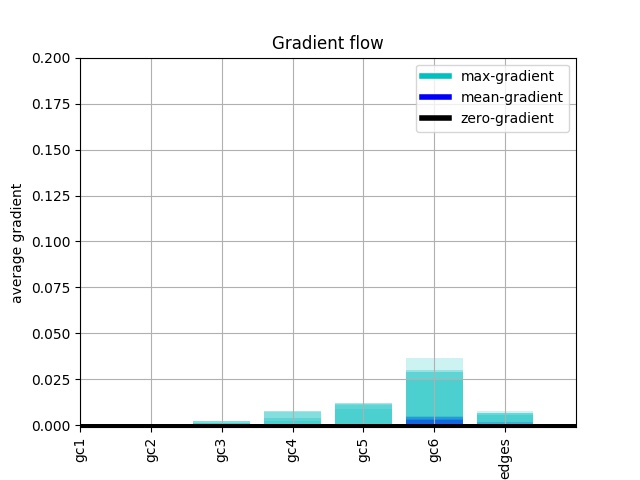 Gradient flow
max-gradient
mean-gradient
zero-gradient
average gradient
0.200
0.175
0.150
0.125
0.100
0.075
0.050
0.025
0.000
gc1
gc2
gc3
gc4
gc5
gc6
edges